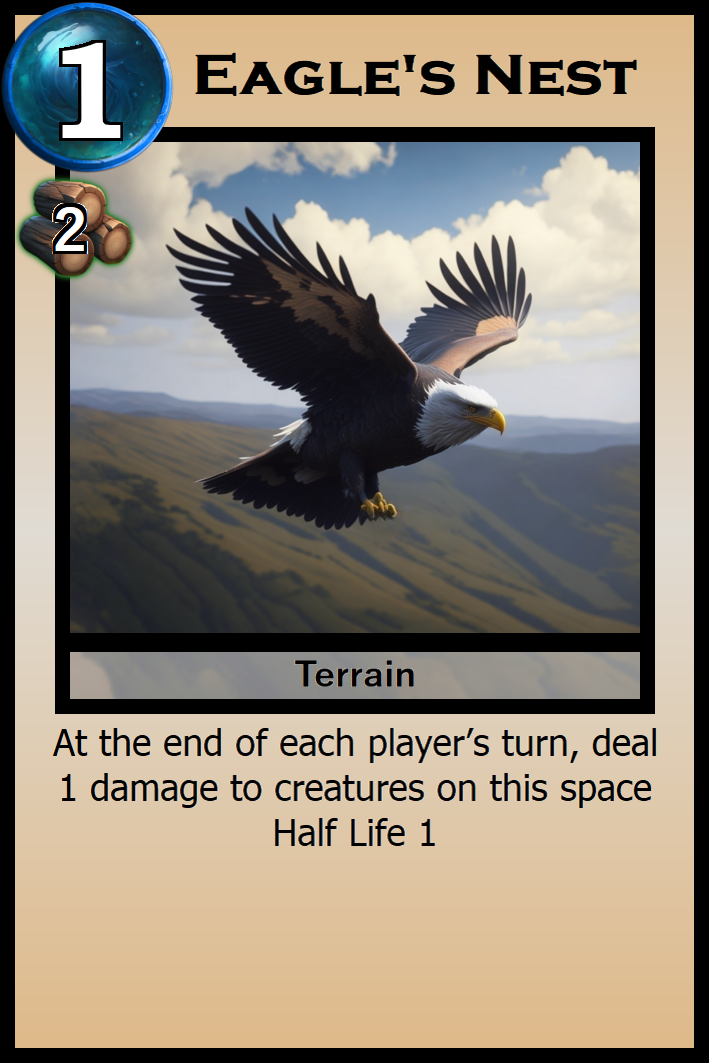 1
Eagle's Nest
2
Terrain
At the end of each player’s turn, deal
1 damage to creatures on this space
Half Life 1